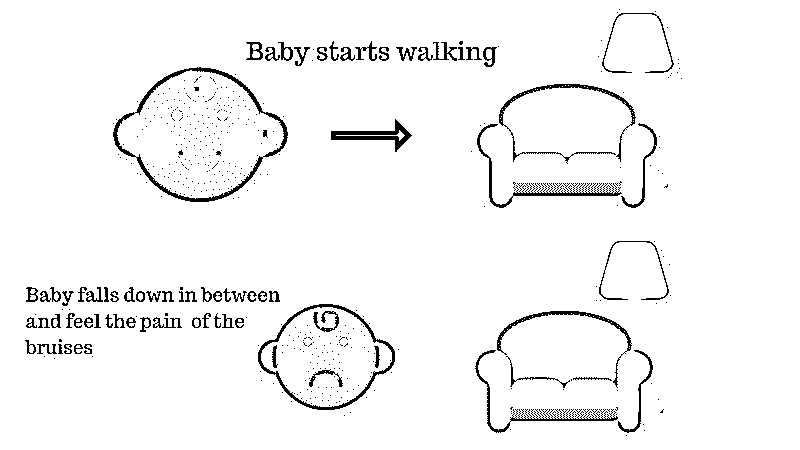 Baby starts walking
Baby falls down in between
and feel the pain of the
bruises